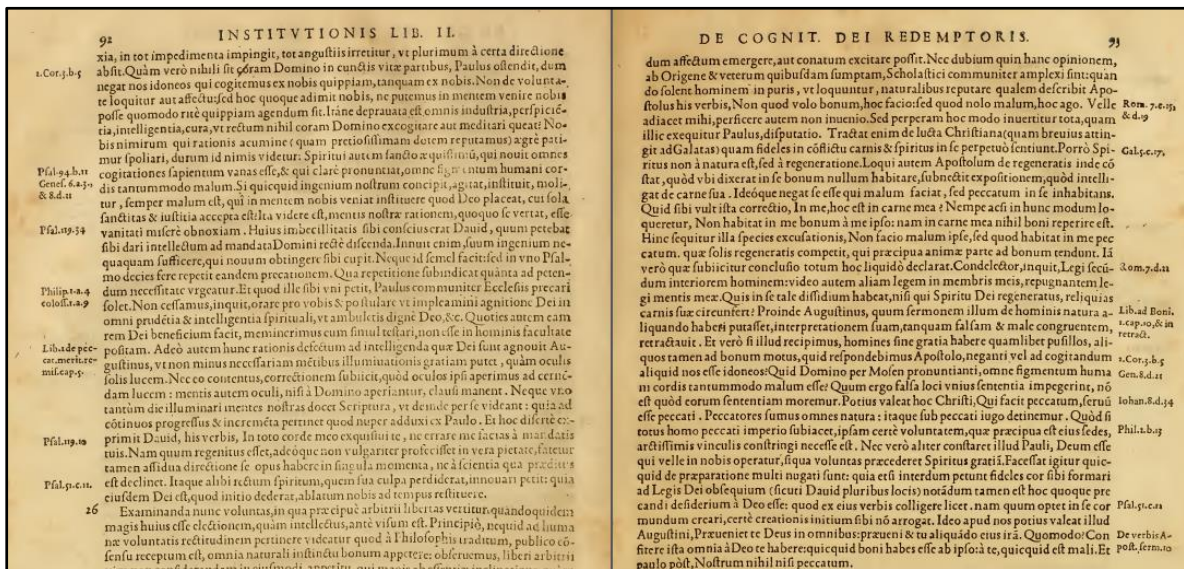 92 INSTITVTIONIS LIB. II.
xia, in tot impedimenta impingit, tot angustiis irretitur, vt plurimum à certa directione
1.Cor.3.b.5
absit. Quàm verò nihili sit coram Domino in cunctis vitæ partibus, Paulus ostendit, dum
negat nos idoneos qui cogitemus ex nobis quippiam, tanquam ex nobis. Non de volunta-
te loquitur aut affectu: sed hoc quoque adimit nobis, ne putemus in mentem venire nobis
posse quomodo ritè quippiam agendum sit. Itáne deprauata est omnis industria, perspiciē-
tia, intelligentia, cura, vt rectum nihil coram Domino excogitare aut meditari queat? No-
bis nimirum qui rationis acumine (quam pretiosissimam dotem reputamus) ægrè pati-
mur spoliari, durum id nimis videtur: Spiritui autem sancto æquissimū, qui nouit omnes
Psal.94.b.11
cogitationes sapientum vanas esse, & qui clarè pronuntiat, omne figmentum humani cor-
Genes. 6.a.3.,
& 8.d.21
dis tantummodo malum. Si quicquid ingenium nostrum concipit, agitat, instituit, moli-
tur, semper malum est, quî in mentem nobis veniat instituere quod Deo placeat, cui sola
sanctitas & iustitia accepta est? Ita videre est, mentis nostræ rationem, quoquo se vertat, esse
Psal.119.34
vanitati miserè obnoxiam. Huius imbecillitatis sibi conscius erat Dauid, quum petebat
sibi dari intellectum ad mandata Domini rectè discenda. Innuit enim, suum ingenium ne-
quaquam sufficere, qui nouum obtingere sibi cupit. Neque id semel facit: sed in vno Psal-
mo decies fere repetit eandem precationem. Qua repetitione subindicat quāta ad peten-
Philip.1.a.4
coloss.1.a.9
dum necessitate vrgeatur. Et quod ille sibi vni petit, Paulus communiter Ecclesiis precari
solet. Non cessamus, inquit, orare pro vobis & postulare vt impleamini agnitione Dei in
omni prudētia & intelligentia spirituali, vt ambuletis dignè Deo, &c. Quoties autem eam
rem Dei beneficium facit, meminerimus eum simul testari, non esse in hominis facultate
Lib.1.de pec-
cat.merit.re-
mis.cap.5.
positam. Adeò autem hunc rationis defectum ad intelligenda quæ Dei sunt agnouit Au-
gustinus, vt non minus necessariam mētibus illuminationis gratiam putet, quàm oculis
solis lucem. Nec eo contentus, correctionem subiicit, quòd oculos ipsi aperimus ad cernē-
dam lucem: mentis autem oculi, nisi à Domino aperiantur, clausi manent. Neque vno
tantùm die illuminari mentes nostras docet Scriptura, vt deinde per se videant: quia ad
cōtinuos progressus & incremēta pertinet quod nuper adduxi ex Paulo. Et hoc disertè ex-
Psal.119.10
primit Dauid, his verbis, In toto corde meo exquisiui te, ne errare me facias à mandatis
tuis. Nam quum regenitus esset, adeóque non vulgariter profecisset in vera pietate, fatetur
tamen assidua directione se opus habere in singula momenta, ne à scientia qua præditus
Psal.51.c.11.
est declinet. Itaque alibi rectum spiritum, quem sua culpa perdiderat, innouari petit: quia
eiusdem Dei est, quod initio dederat, ablatum nobis ad tempus restituere.
26 Examinanda nunc voluntas, in qua præcipuè arbitrii libertas vertitur: quandoquidem
magis huius esse electionem, quàm intellectus, antè visum est. Principiò, nequid ad huma
næ voluntatis rectitudinem pertinere videatur quod à Philosophis traditum, publico cō-
sensu receptum est, omnia naturali instinctu bonum appetere: obseruemus, liberi arbitrii
DE COGNIT. DEI REDEMPTORIS. 93
dum affectum emergere, aut conatum excitare possit. Nec dubium quin hanc opinionem,
ab Origene & veterum quibusdam sumptam, Scholastici communiter amplexi sint: quan
do solent hominem in puris, vt loquuntur, naturalibus reputare qualem describit Apo-
stolus his verbis, Non quod volo bonum, hoc facio: sed quod nolo malum, hoc ago. Velle
Rom. 7.c.15,
& d.19
adiacet mihi, perficere autem non inuenio. Sed perperam hoc modo inuertitur tota, quam
illic exequitur Paulus, disputatio. Tractat enim de lucta Christiana (quam breuius attin-
git ad Galatas) quam fideles in cōflictu carnis & spiritus in se perpetuò sentiunt. Porrò Spi-
Gal.5.c.17,
ritus non à natura est, sed à regeneratione. Loqui autem Apostolum de regeneratis inde cō
stat, quòd vbi dixerat in se bonum nullum habitare, subnectit expositionem, quòd intelli-
gat de carne sua. Ideóque negat se esse qui malum faciat, sed peccatum in se inhabitans.
Quid sibi vult ista correctio, In me, hoc est in carne mea? Nempe acsi in hunc modum lo-
queretur, Non habitat in me bonum à me ipso: nam in carne mea nihil boni reperire est.
Hinc sequitur illa species excusationis, Non facio malum ipse, sed quod habitat in me pec
catum. quæ solis regeneratis competit, qui præcipua animæ parte ad bonum tendunt. Iā
verò quæ subiicitur conclusio totum hoc liquidò declarat. Condelector, inquit, Legi secū-
Rom.7.d.22
dum interiorem hominem: video autem aliam legem in membris meis, repugnantem le-
gi mentis meæ. Quis in se tale dissidium habeat, nisi qui Spiritu Dei regeneratus, reliquias
carnis suæ circunfert? Proinde Augustinus, quum sermonem illum de hominis natura a-
Lib.ad Boni.
1.cap.10, & in
retract.
liquando haberi putasset, interpretationem suam, tanquam falsam & male congruentem,
retractauit. Et verò si illud recipimus, homines sine gratia habere quamlibet pusillos, ali-
quos tamen ad bonum motus, quid respondebimus Apostolo, neganti vel ad cogitandum
2.Cor.3.b.5
aliquid nos esse idoneos? Quid Domino per Mosen pronuntianti, omne figmentum huma
Gen.8.d.21
ni cordis tantummodo malum esse? Quum ergo falsa loci vnius sententia impegerint, nō
est quòd eorum sententiam moremur. Potius valeat hoc Christi, Qui facit peccatum, seruū
Iohan.8.d.34
esse peccati. Peccatores sumus omnes natura: itaque sub peccati iugo detinemur. Quòd si
totus homo peccati imperio subiacet, ipsam certè voluntatem, quæ præcipua est eius sedes,
Phil.2.b.13
arctissimis vinculis constringi necesse est. Nec verò aliter constaret illud Pauli, Deum esse
qui velle in nobis operatur, siqua voluntas præcederet Spiritus gratiā. Facessat igitur quic-
quid de præparatione multi nugati sunt: quia etsi interdum petunt fideles cor sibi formari
ad Legis Dei obsequium (sicuti Dauid pluribus locis) notādum tamen est hoc quoque pre
candi desiderium à Deo esse: quod ex eius verbis colligere licet. nam quum optet in se cor
Psal.51.c.12
mundum creari, certè creationis initium sibi nō arrogat. Ideo apud nos potius valeat illud
Augustini, Præueniet te Deus in omnibus: præueni & tu aliquādo eius irā. Quomodo? Con
De verbis A-
post.serm.10
fitere ista omnia à Deo te habere: quicquid boni habes esse ab ipso: à te, quicquid est mali. Et
paulo pòst, Nostrum nihil nisi peccatum.